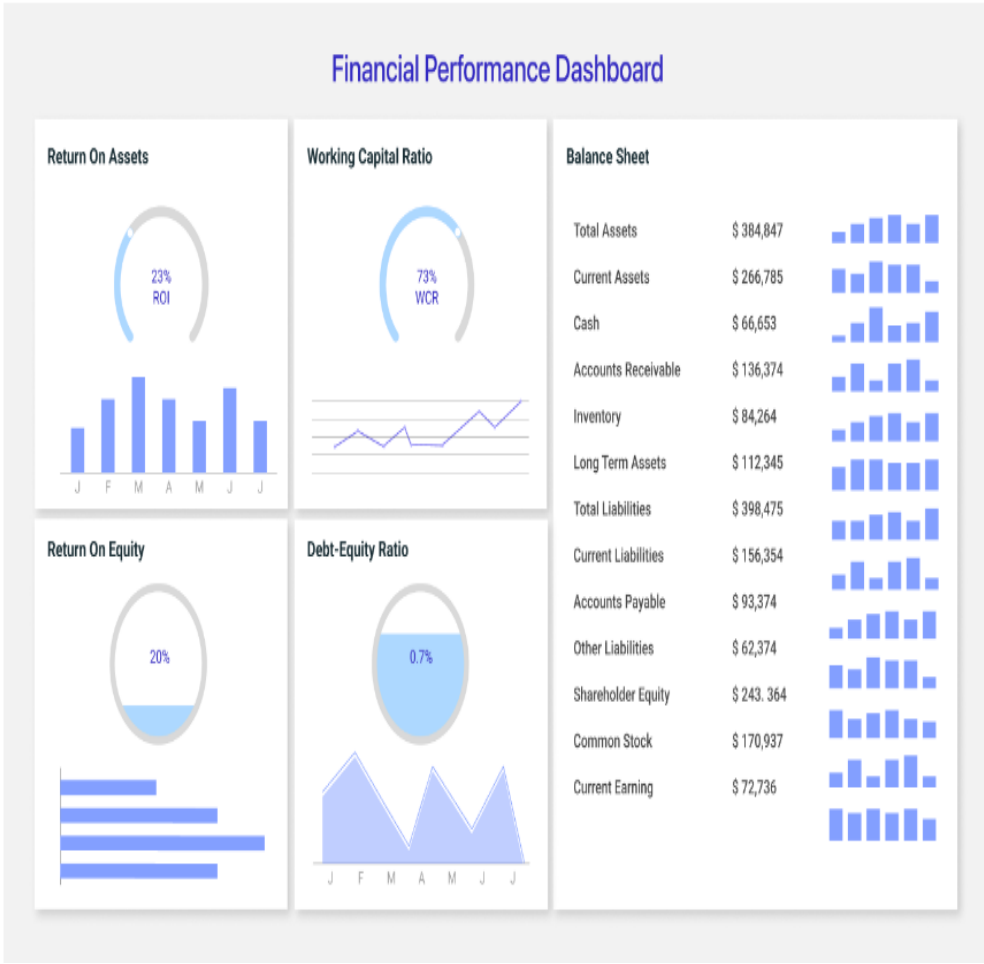 Financial Performance Dashboard
Return On Assets
23%
ROI
J F M A M J J
Working Capital Ratio
73%
WCR
Return On Equity
20%
Debt-Equity Ratio
0.7%
J F M A M J J
Balance Sheet
Total Assets $ 384,847
Current Assets $ 266,785
Cash $ 66,653
Accounts Receivable $ 136,374
Inventory $ 84,264
Long Term Assets $ 112,345
Total Liabilities $ 398,475
Current Liabilities $ 156,354
Accounts Payable $ 93,374
Other Liabilities $ 62,374
Shareholder Equity $ 243. 364
Common Stock $ 170,937
Current Earning $ 72,736